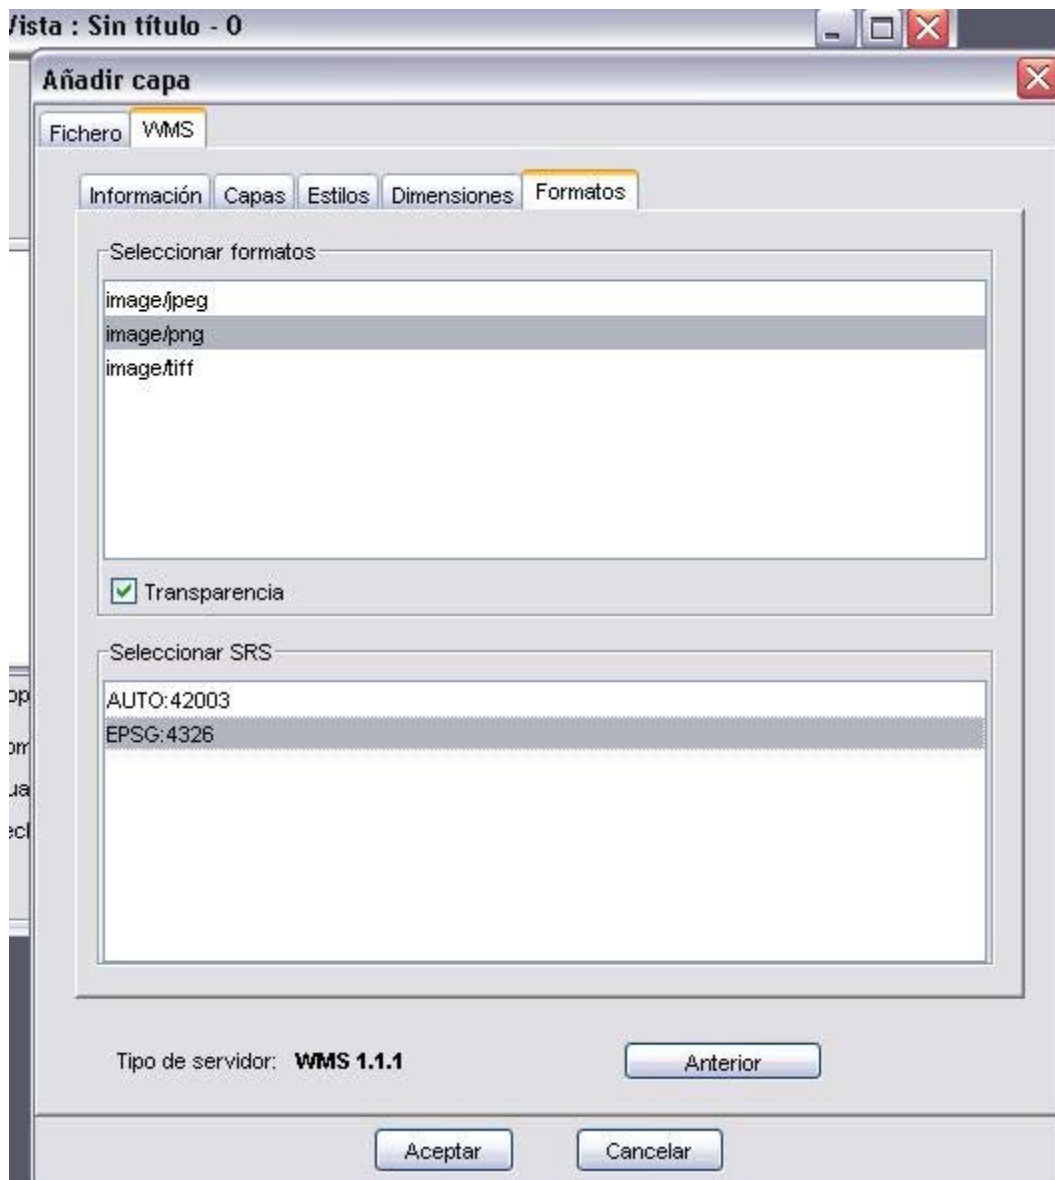 Vista : Sin título - 0
Añadir capa
Fichero WMS
Información Capas Estilos Dimensiones Formatos
Seleccionar formatos
image/jpeg
image/png
image/tiff
Transparencia
Seleccionar SRS
AUTO:42003
EPSG:4326
Tipo de servidor: WMS 1.1.1
Anterior
Aceptar Cancelar